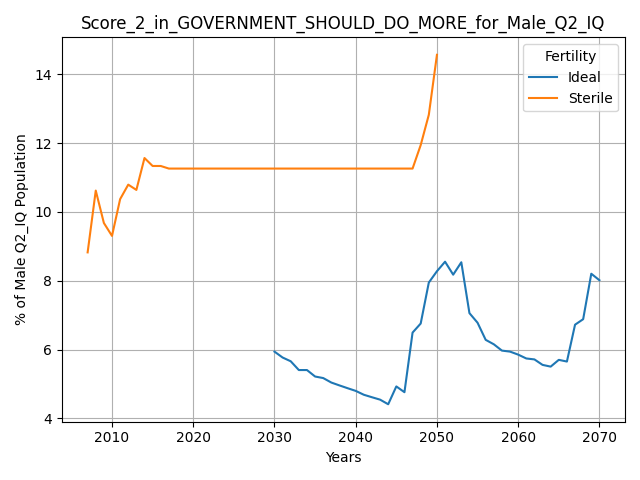 Score_2_in_GOVERNMENT_SHOULD_DO_MORE_for_Male_Q2_IQ
Fertility
Ideal
Sterile
% of Male Q2_IQ Population
14
12
10
8
6
4
2010 2020 2030 2040 2050 2060 2070
Years